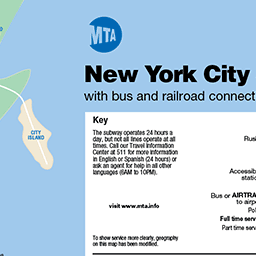 MTA
New York City
with bus and railroad connect
CITY
ISLAND
Key
The subway operates 24 hours a
day, but not all lines operate at all
times. Call our Travel Information
Center at 511 for more information
in English or Spanish (24 hours) or
ask an agent for help in all other
languages (6AM to 10PM).
visit www.mta.info
To show service more clearly, geography
on this map has been modified.
Rus
Accessib
stati
Bus or AIRTRA
to airpo
Pol
Full time serv
Part time serv